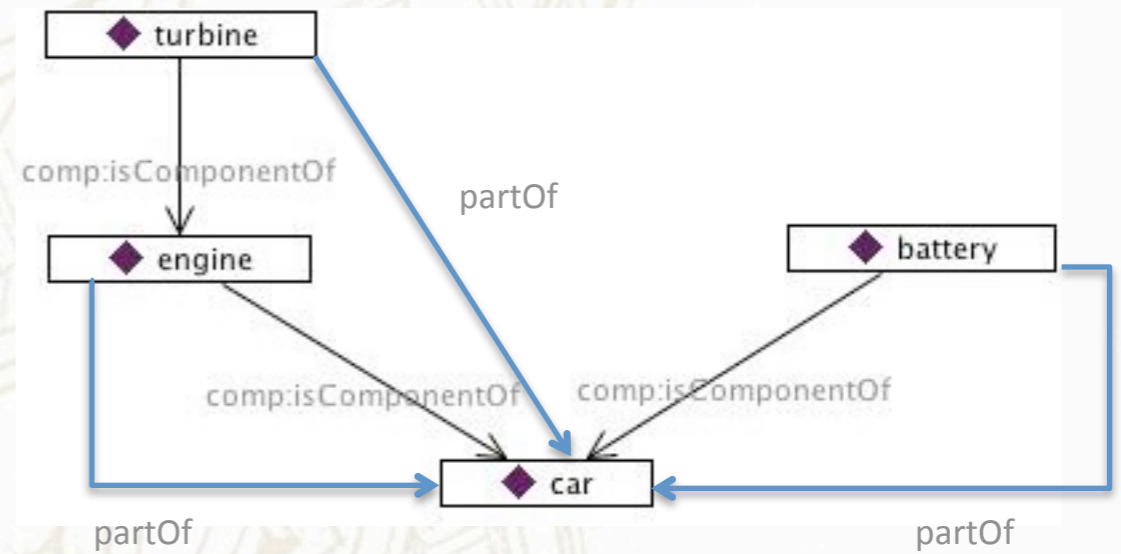 turbine
comp:isComponentOf
partOf
engine
battery
comp:isComponentOf
comp:isComponentOf
car
partOf
partOf